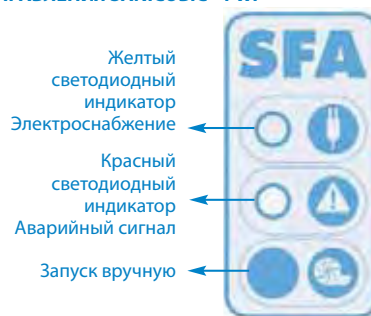 SFA
Желтый
светодиодный
индикатор
Электроснабжение
Красный
светодиодный
индикатор
Аварийный сигнал
Запуск вручную